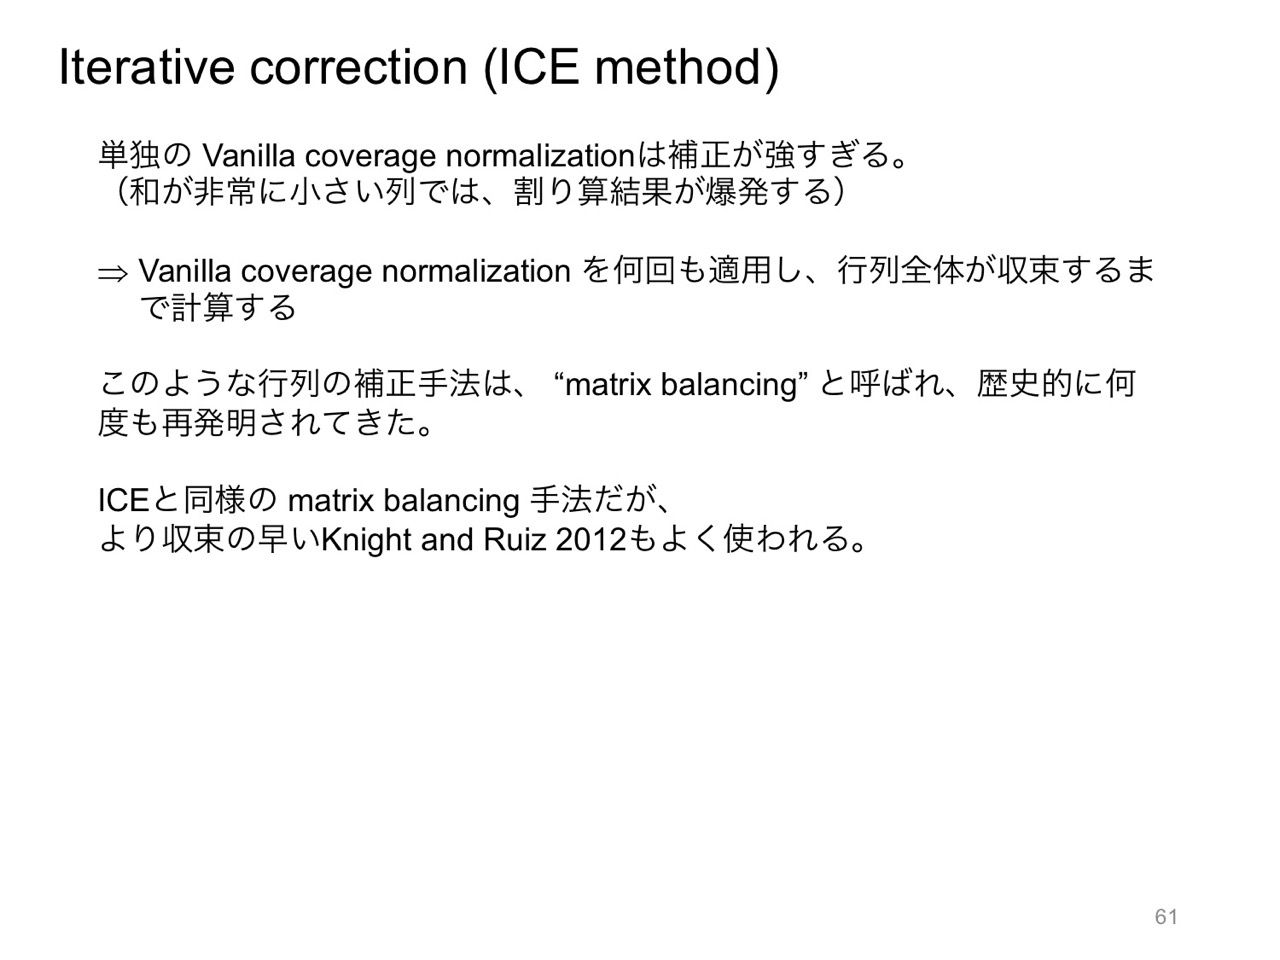 Iterative correction (ICE method)
単独の Vanilla coverage normalizationは補正が強すぎる。
（和が非常に小さい列では、割り算結果が爆発する）
⇒ Vanilla coverage normalization を何回も適用し、行列全体が収束するま
で計算する
このような行列の補正手法は、 “matrix balancing” と呼ばれ、歴史的に何
度も再発明されてきた。
ICEと同様の matrix balancing 手法だが、
より収束の早いKnight and Ruiz 2012もよく使われる。
61